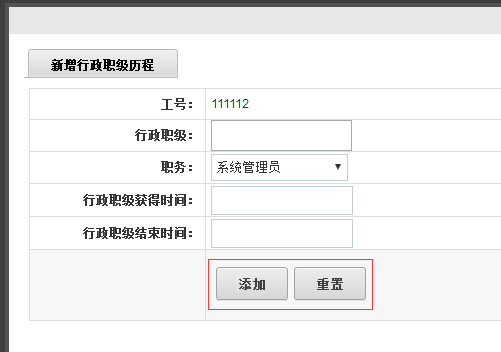 新增行政职级历程
工号： 111112
行政职级：
职务： 系统管理员
行政职级获得时间：
行政职级结束时间：
添加 重置